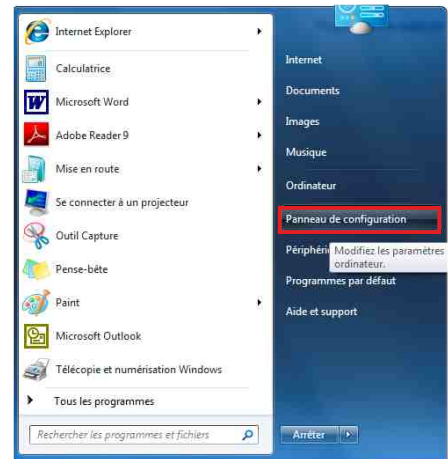 Internet Explorer
Calculatrice
Microsoft Word
Adobe Reader 9
Mise en route
Se connecter à un projecteur
Outil Capture
Pense-bête
Paint
Microsoft Outlook
Télécopie et numérisation Windows
Tous les programmes
Rechercher les programmes et fichiers
Internet
Documents
Images
Musique
Ordinateur
Panneau de configuration
Modifiez les paramètres
ordinateur.
Programmes par défaut
Aide et support
Arrêter